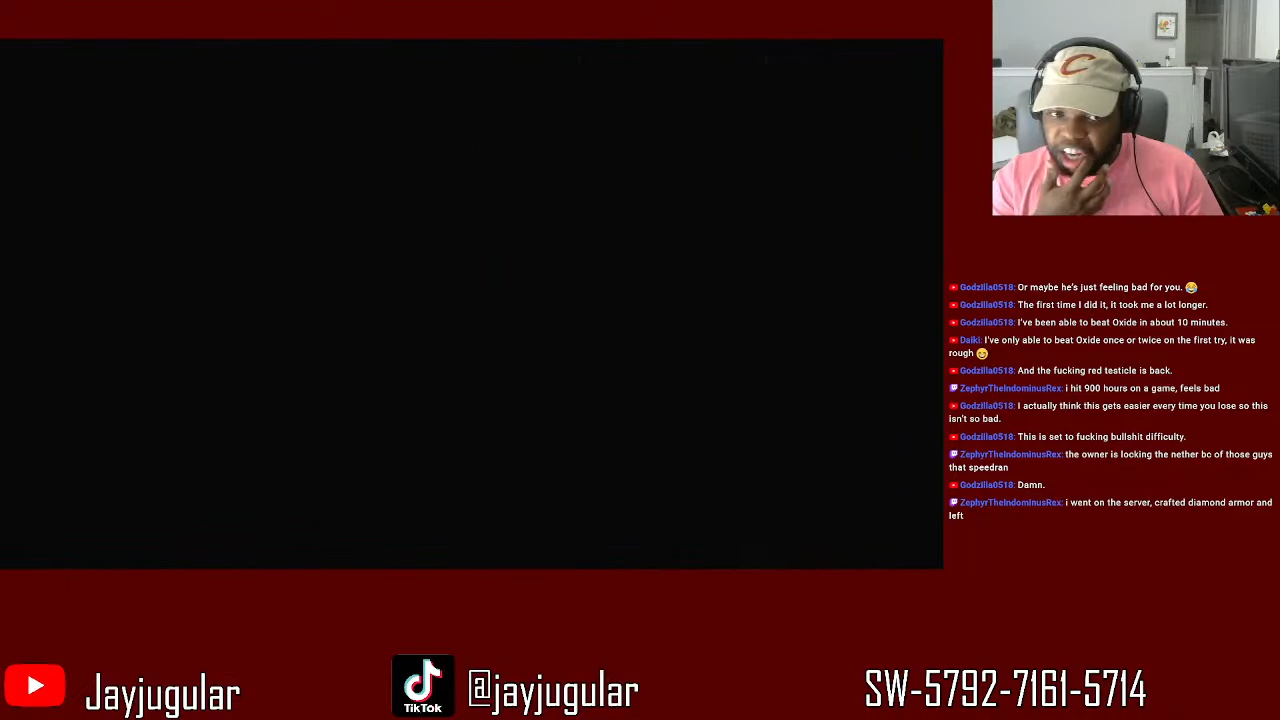 C
Godzilla0518: Or maybe he's just feeling bad for you. 😂
Godzilla0518: The first time I did it, it took me a lot longer.
Godzilla0518: I've been able to beat Oxide in about 10 minutes.
Daiki: I've only able to beat Oxide once or twice on the first try, it was
rough 😊
Godzilla0518: And the fucking red testicle is back.
ZephyrTheIndominusRex: i hit 900 hours on a game, feels bad
Godzilla0518: I actually think this gets easier every time you lose so this
isn't so bad.
Godzilla0518: This is set to fucking bullshit difficulty.
ZephyrTheIndominusRex: the owner is locking the nether bc of those guys
that speedran
Godzilla0518: Damn.
ZephyrTheIndominusRex: i went on the server, crafted diamond armor and
left
Jayjugular
TikTok
@jayjugular
SW-5792-7161-5714